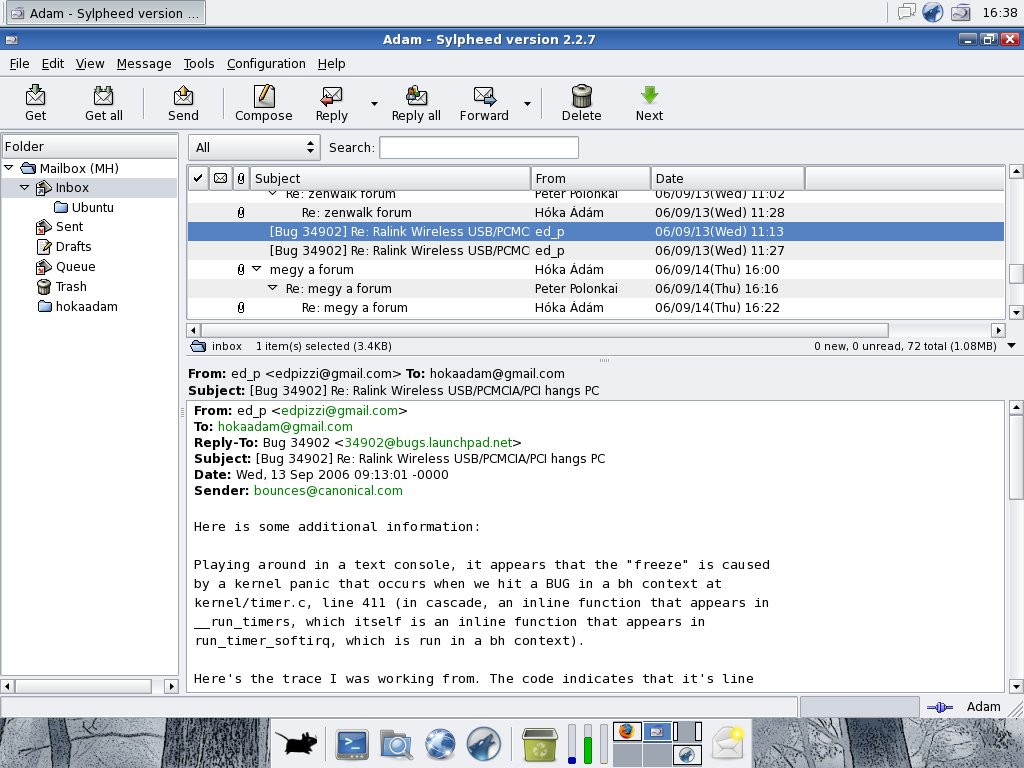 Adam - Sylpheed version ...
16:38
Adam - Sylpheed version 2.2.7
File Edit View Message Tools Configuration Help
Get Get all Send Compose Reply Reply all Forward Delete Next
Folder
Mailbox (MH)
Inbox
Ubuntu
Sent
Drafts
Queue
Trash
hokaadam
All Search:
Subject From Date
Re: zenwalk forum Peter Polonkai 06/09/13(Wed) 11:02
Re: zenwalk forum Hóka Ádám 06/09/13(Wed) 11:28
[Bug 34902] Re: Ralink Wireless USB/PCMC ed_p 06/09/13(Wed) 11:13
[Bug 34902] Re: Ralink Wireless USB/PCMC ed_p 06/09/13(Wed) 11:27
megy a forum Hóka Ádám 06/09/14(Thu) 16:00
Re: megy a forum Peter Polonkai 06/09/14(Thu) 16:16
Re: megy a forum Hóka Ádám 06/09/14(Thu) 16:22
inbox 1 item(s) selected (3.4KB) 0 new, 0 unread, 72 total (1.08MB)
From: ed_p <edpizzi@gmail.com> To: hokaadam@gmail.com
Subject: [Bug 34902] Re: Ralink Wireless USB/PCMCIA/PCI hangs PC
From: ed_p <edpizzi@gmail.com>
To: hokaadam@gmail.com
Reply-To: Bug 34902 <34902@bugs.launchpad.net>
Subject: [Bug 34902] Re: Ralink Wireless USB/PCMCIA/PCI hangs PC
Date: Wed, 13 Sep 2006 09:13:01 -0000
Sender: bounces@canonical.com
Here is some additional information:
Playing around in a text console, it appears that the "freeze" is caused
by a kernel panic that occurs when we hit a BUG in a bh context at
kernel/timer.c, line 411 (in cascade, an inline function that appears in
__run_timers, which itself is an inline function that appears in
run_timer_softirq, which is run in a bh context).
Here's the trace I was working from. The code indicates that it's line
Adam